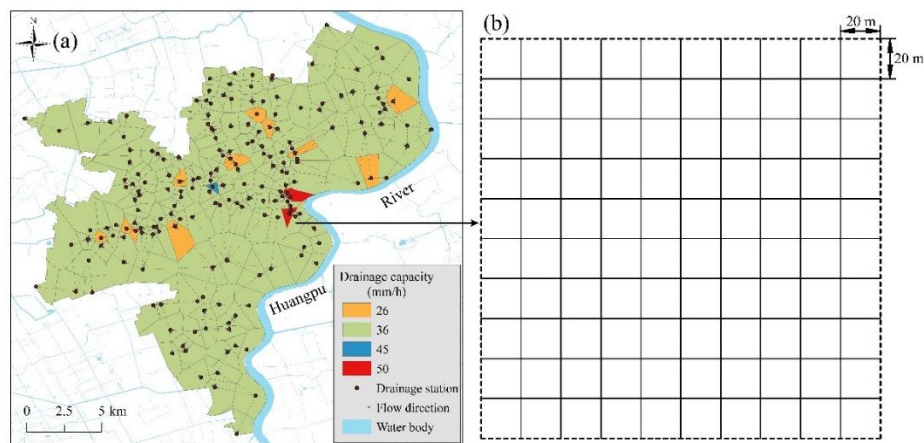 N
(a)
(b)
20 m
20 m
River
Huangpu
Drainage capacity
(mm/h)
26
36
45
50
Drainage station
Flow direction
Water body
0 2.5 5 km